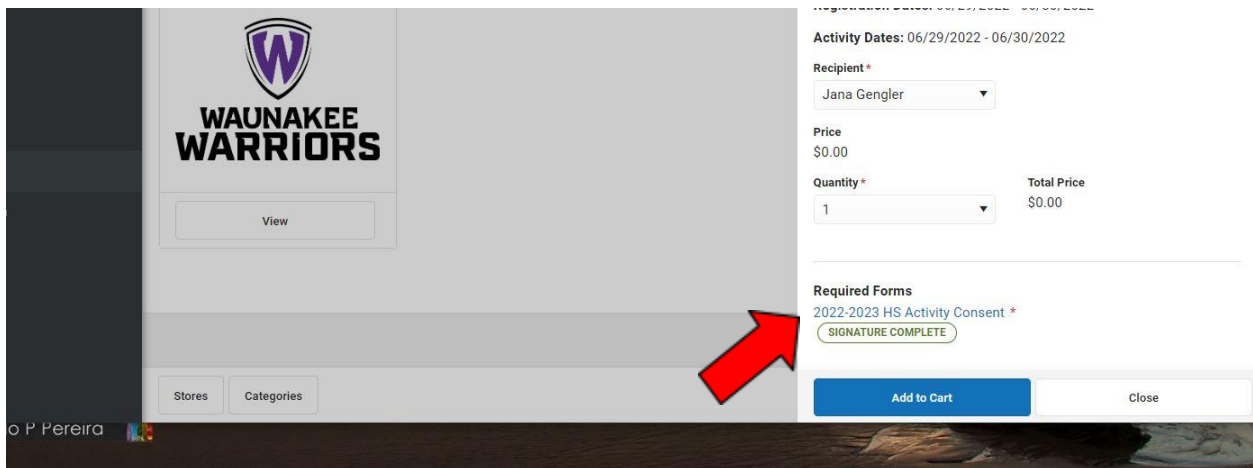 W
WAUNAKEE
WARRIORS
View
Stores
Categories
o P Pereira
Activity Dates: 06/29/2022 - 06/30/2022
Recipient *
Jana Gengler
Price
$0.00
Quantity * Total Price
1 $0.00
Required Forms
2022-2023 HS Activity Consent *
SIGNATURE COMPLETE
Add to Cart Close